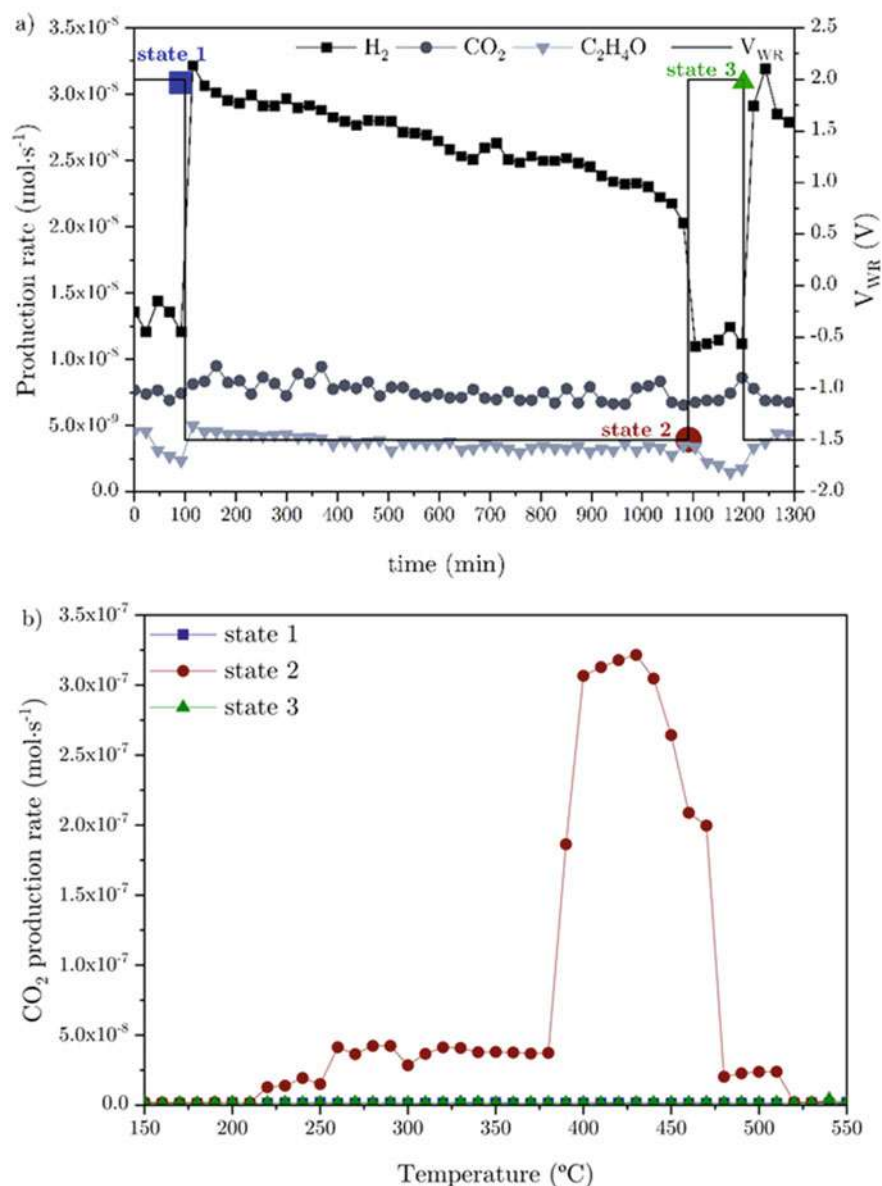 a)
H₂ CO₂ C₂H₄O V_WR
state 1
state 3
state 2
3.5x10⁻⁸
3.0x10⁻⁸
2.5x10⁻⁸
2.0x10⁻⁸
1.5x10⁻⁸
1.0x10⁻⁸
5.0x10⁻⁹
0.0
Production rate (mol·s⁻¹)
2.5
2.0
1.5
1.0
0.5
0.0
-0.5
-1.0
-1.5
-2.0
V_WR (V)
0 100 200 300 400 500 600 700 800 900 1000 1100 1200 1300
time (min)
b)
state 1
state 2
state 3
3.5x10⁻⁷
3.0x10⁻⁷
2.5x10⁻⁷
2.0x10⁻⁷
1.5x10⁻⁷
1.0x10⁻⁷
5.0x10⁻⁸
0.0
CO₂ production rate (mol·s⁻¹)
150 200 250 300 350 400 450 500 550
Temperature (ºC)